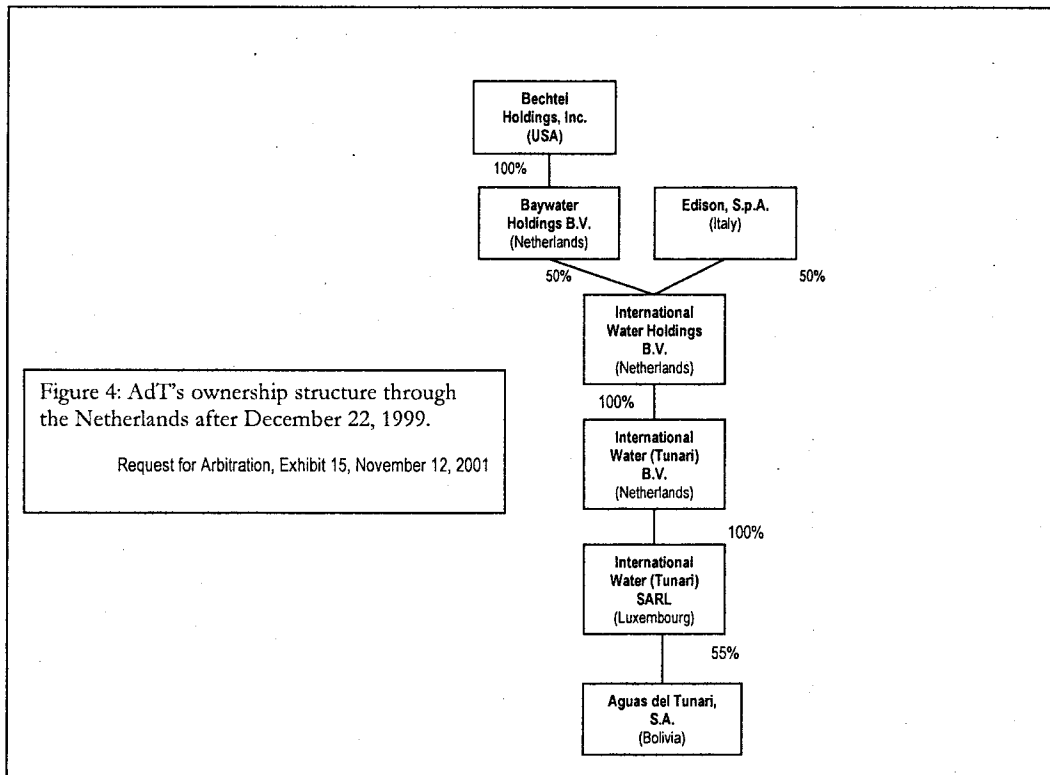 Bechtel
Holdings, Inc.
(USA)
100%
Baywater
Holdings B.V.
(Netherlands)
Edison, S.p.A.
(Italy)
50%
50%
International
Water Holdings
B.V.
(Netherlands)
Figure 4: AdT's ownership structure through
the Netherlands after December 22, 1999.
Request for Arbitration, Exhibit 15, November 12, 2001
100%
International
Water (Tunari)
B.V.
(Netherlands)
100%
International
Water (Tunari)
SARL
(Luxembourg)
55%
Aguas del Tunari,
S.A.
(Bolivia)